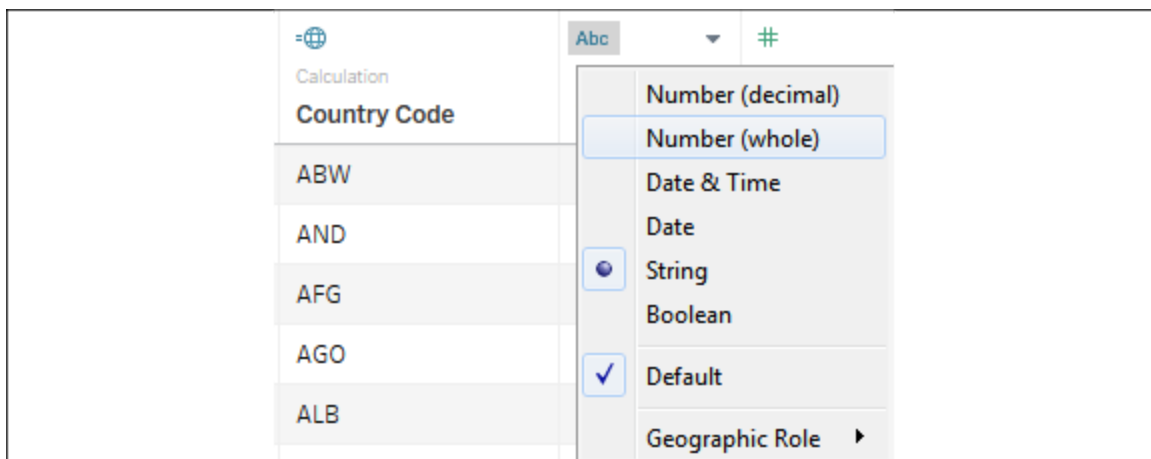 Abc
#
Calculation
Country Code
ABW
AND
AFG
AGO
ALB
Number (decimal)
Number (whole)
Date & Time
Date
String
Boolean
Default
Geographic Role